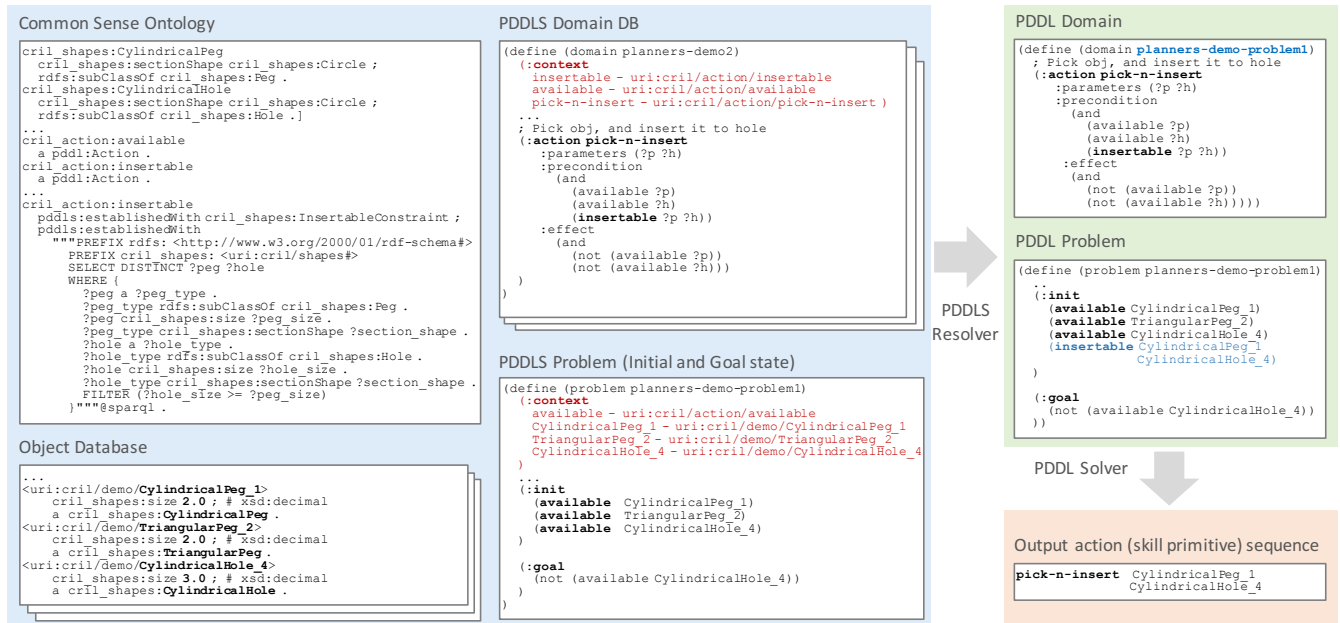 Common Sense Ontology
cril_shapes:CylindricalPeg
cril_shapes:sectionShape cril_shapes:Circle ;
rdfs:subClassOf cril_shapes:Peg .
cril_shapes:CylindricalHole
cril_shapes:sectionShape cril_shapes:Circle ;
rdfs:subClassOf cril_shapes:Hole .]
...
cril_action:available
a pddl:Action .
cril_action:insertable
a pddl:Action .
...
cril_action:insertable
pddls:establishedWith cril_shapes:InsertableConstraint ;
pddls:establishedWith
"""PREFIX rdfs: <http://www.w3.org/2000/01/rdf-schema#>
PREFIX cril_shapes: <uri:cril/shapes#>
SELECT DISTINCT ?peg ?hole
WHERE {
?peg a ?peg_type .
?peg_type rdfs:subClassOf cril_shapes:Peg .
?peg cril_shapes:size ?peg_size .
?peg_type cril_shapes:sectionShape ?section_shape .
?hole a ?hole_type .
?hole_type rdfs:subClassOf cril_shapes:Hole .
?hole cril_shapes:size ?hole_size .
?hole_type cril_shapes:sectionShape ?section_shape .
FILTER (?hole_size >= ?peg_size)
}"""@sparql .
Object Database
...
<uri:cril/demo/CylindricalPeg_1>
cril_shapes:size 2.0 ; # xsd:decimal
a cril_shapes:CylindricalPeg .
<uri:cril/demo/TriangularPeg_2>
cril_shapes:size 2.0 ; # xsd:decimal
a cril_shapes:TriangularPeg.
<uri:cril/demo/CylindricalHole_4>
cril_shapes:size 3.0 ; # xsd:decimal
a cril_shapes:CylindricalHole .
PDDLS Domain DB
(define (domain planners-demo2)
(:context
insertable - uri:cril/action/insertable
available - uri:cril/action/available
pick-n-insert - uri:cril/action/pick-n-insert )
...
; Pick obj, and insert it to hole
(:action pick-n-insert
:parameters (?p ?h)
:precondition
(and
(available ?p)
(available ?h)
(insertable ?p ?h))
:effect
(and
(not (available ?p))
(not (available ?h)))
)
)
PDDLS Problem (Initial and Goal state)
(define (problem planners-demo-problem1)
(:context
available - uri:cril/action/available
CylindricalPeg_1 - uri:cril/demo/CylindricalPeg_1
TriangularPeg_2 - uri:cril/demo/TriangularPeg_2
CylindricalHole_4 - uri:cril/demo/CylindricalHole_4
)
...
(:init
(available CylindricalPeg_1)
(available TriangularPeg_2)
(available CylindricalHole_4)
)
(:goal
(not (available CylindricalHole_4))
)
)
PDDLS
Resolver
PDDL Domain
(define (domain planners-demo-problem1)
; Pick obj, and insert it to hole
(:action pick-n-insert
:parameters (?p ?h)
:precondition
(and
(available ?p)
(available ?h)
(insertable ?p ?h))
:effect
(and
(not (available ?p))
(not (available ?h)))))
PDDL Problem
(define (problem planners-demo-problem1)
..
(:init
(available CylindricalPeg_1)
(available TriangularPeg_2)
(available CylindricalHole_4)
(insertable CylindricalPeg_1
CylindricalHole_4)
)
(:goal
(not (available CylindricalHole_4))
))
PDDL Solver
Output action (skill primitive) sequence
pick-n-insert CylindricalPeg_1
CylindricalHole_4